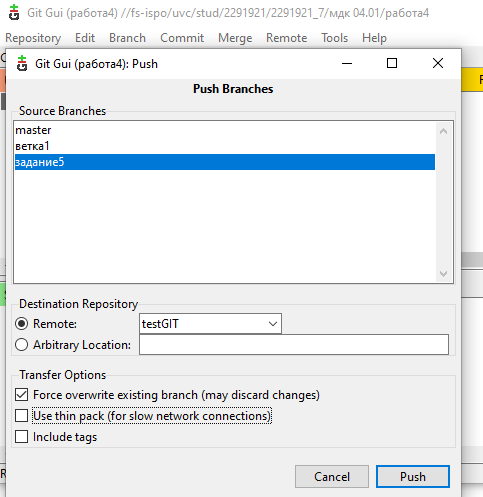 Git Gui (работа4) //fs-ispo/uvc/stud/2291921/2291921_7/мдк 04.01/работа4
Repository Edit Branch Commit Merge Remote Tools Help
Git Gui (работа4): Push
Push Branches
Source Branches
master
ветка1
задание5
Destination Repository
Remote: testGIT
Arbitrary Location:
Transfer Options
Force overwrite existing branch (may discard changes)
Use thin pack (for slow network connections)
Include tags
Cancel Push